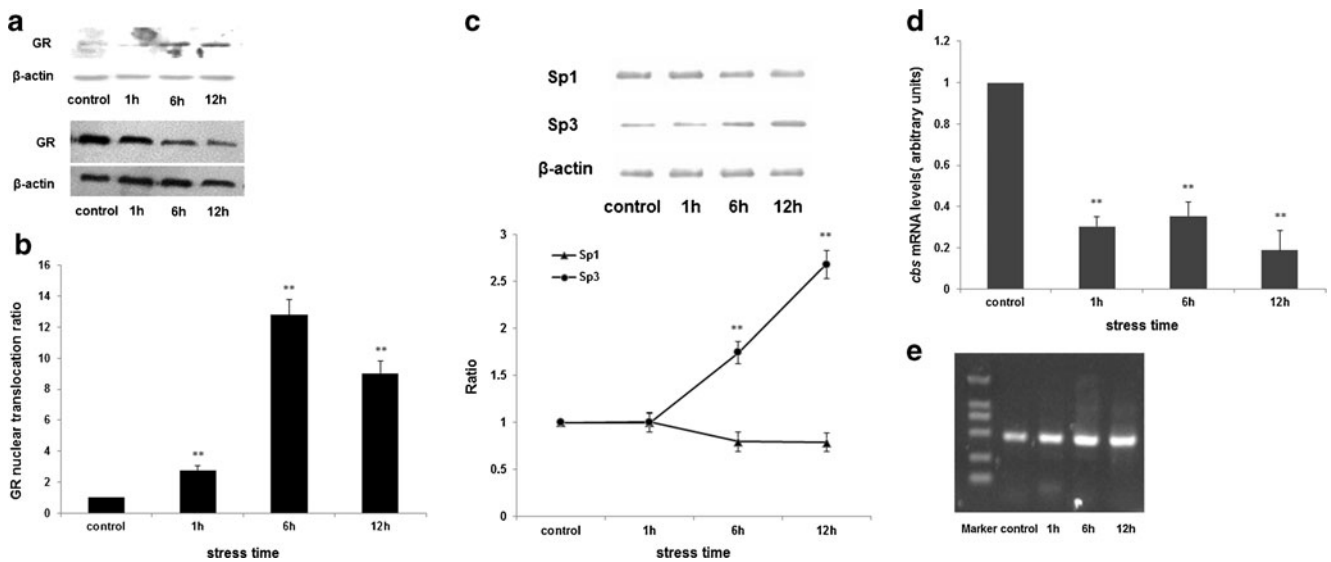 a
GR
β-actin
control 1h 6h 12h
GR
β-actin
control 1h 6h 12h
b
GR nuclear translocation ratio
16
14
12
10
8
6
4
2
0
**
**
**
control 1h 6h 12h
stress time
c
Sp1
Sp3
β-actin
control 1h 6h 12h
Ratio
3
2.5
2
1.5
1
0.5
0
Sp1
Sp3
**
**
control 1h 6h 12h
stress time
d
cbs mRNA levels( arbitrary units)
1.2
1
0.8
0.6
0.4
0.2
0
**
**
**
control 1h 6h 12h
stress time
e
Marker control 1h 6h 12h